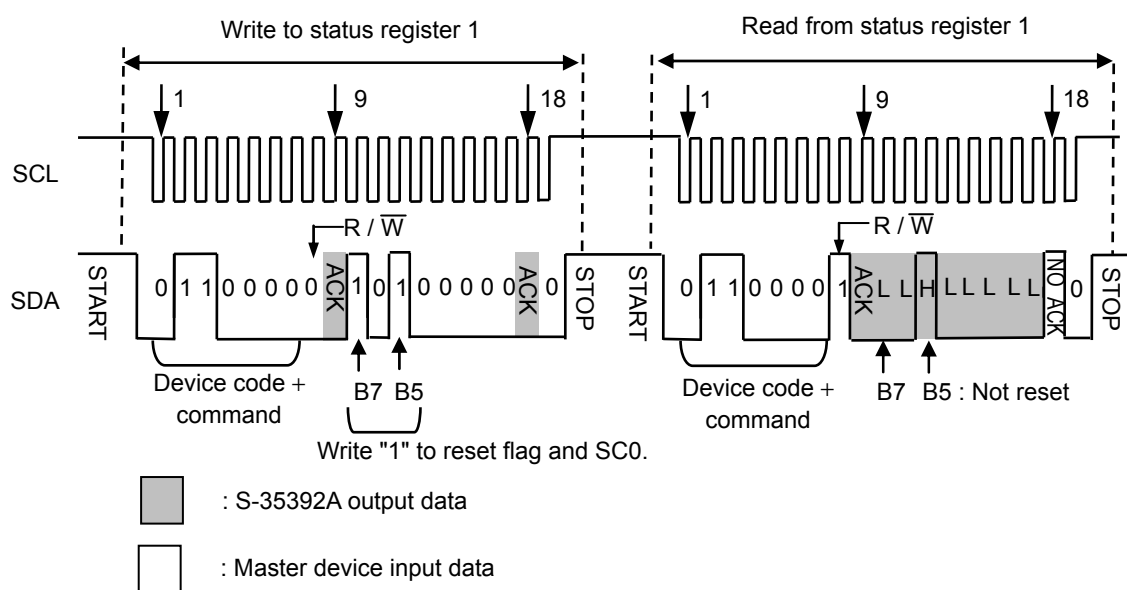 Write to status register 1
Read from status register 1
1 9 18 1 9 18
SCL
R / W R / W
SDA
START 0 1 1 0 0 0 0 0 ACK 1 0 1 0 0 0 0 0 ACK 0 STOP START 0 1 1 0 0 0 0 1 ACK L L H L L L L L NO ACK 0 STOP
Device code +
command
B7 B5
Write "1" to reset flag and SC0.
Device code +
command
B7 B5 : Not reset
: S-35392A output data
: Master device input data